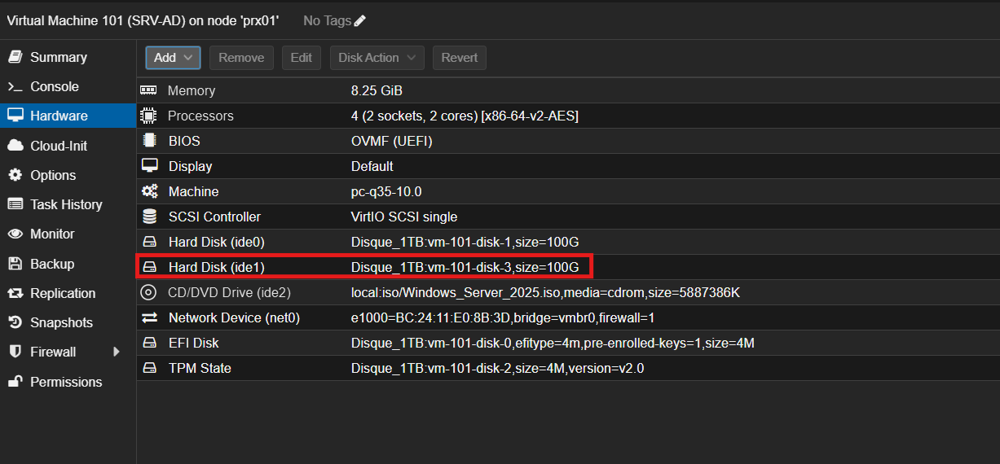 Virtual Machine 101 (SRV-AD) on node 'prx01' No Tags
Summary
Console
Hardware
Cloud-Init
Options
Task History
Monitor
Backup
Replication
Snapshots
Firewall
Permissions
Add Remove Edit Disk Action Revert
Memory 8.25 GiB
Processors 4 (2 sockets, 2 cores) [x86-64-v2-AES]
BIOS OVMF (UEFI)
Display Default
Machine pc-q35-10.0
SCSI Controller VirtIO SCSI single
Hard Disk (ide0) Disque_1TB:vm-101-disk-1,size=100G
Hard Disk (ide1) Disque_1TB:vm-101-disk-3,size=100G
CD/DVD Drive (ide2) local:iso/Windows_Server_2025.iso,media=cdrom,size=5887386K
Network Device (net0) e1000=BC:24:11:E0:8B:3D,bridge=vmbr0,firewall=1
EFI Disk Disque_1TB:vm-101-disk-0,efitype=4m,pre-enrolled-keys=1,size=4M
TPM State Disque_1TB:vm-101-disk-2,size=4M,version=v2.0